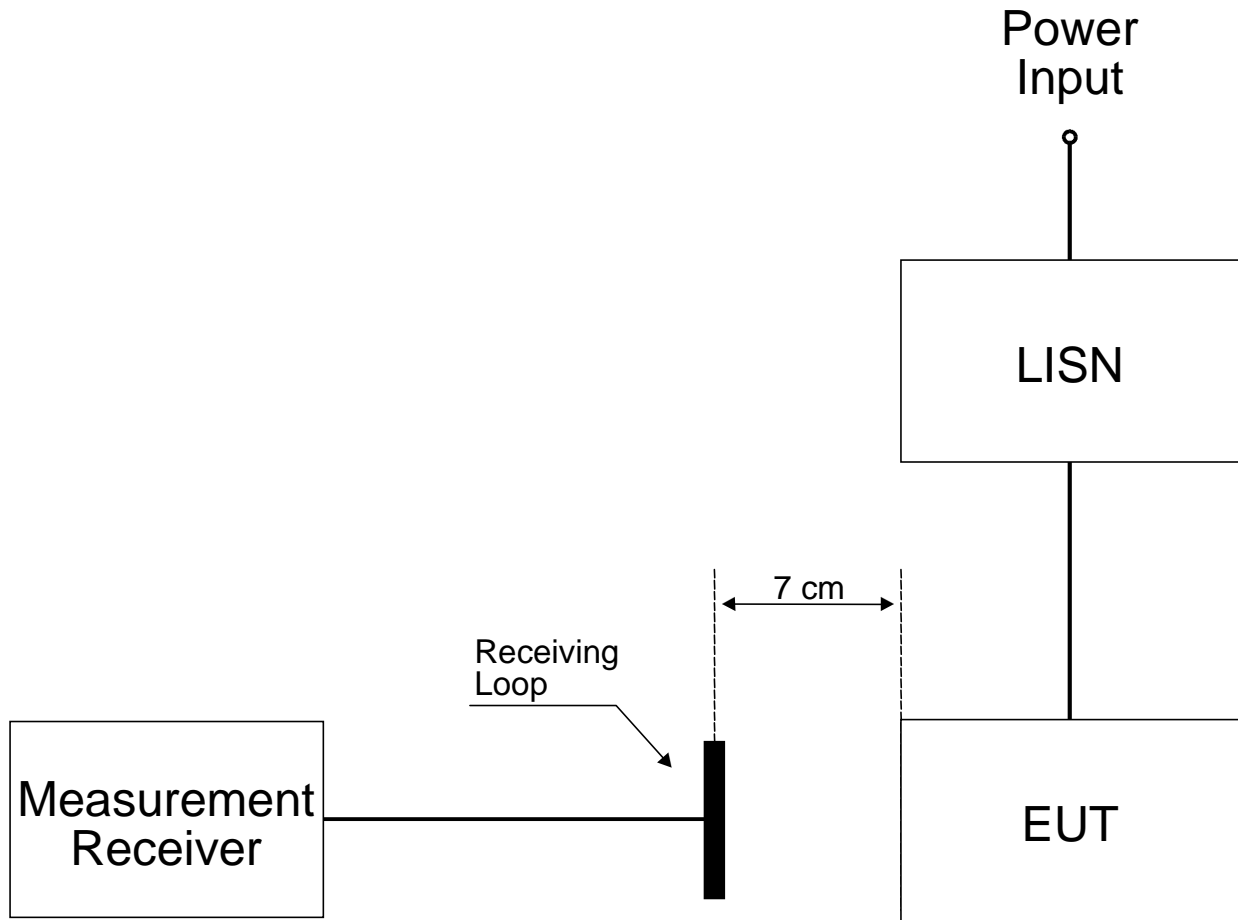 Power
Input
LISN
7 cm
Receiving
Loop
Measurement
Receiver
EUT